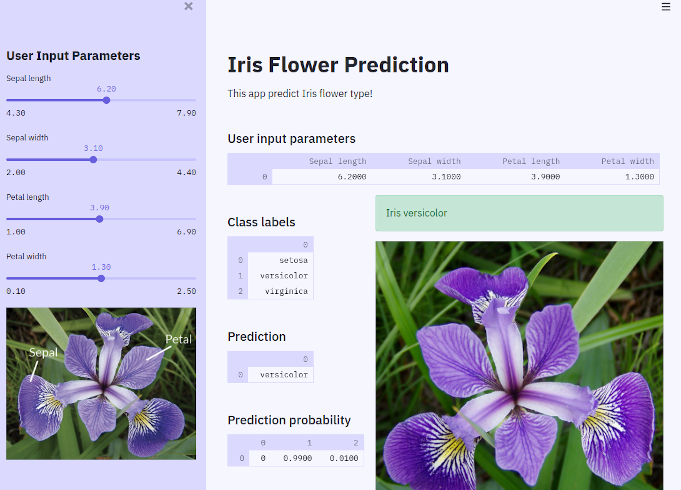 User Input Parameters
Sepal length
6.20
4.30 7.90
Sepal width
3.10
2.00 4.40
Petal length
3.90
1.00 6.90
Petal width
1.30
0.10 2.50
Sepal
Petal
Iris Flower Prediction
This app predict Iris flower type!
User input parameters
Sepal length Sepal width Petal length Petal width
0 6.2000 3.1000 3.9000 1.3000
Class labels
0
0 setosa
1 versicolor
2 virginica
Prediction
0
0 versicolor
Prediction probability
0 1 2
0 0 0.9900 0.0100
Iris versicolor